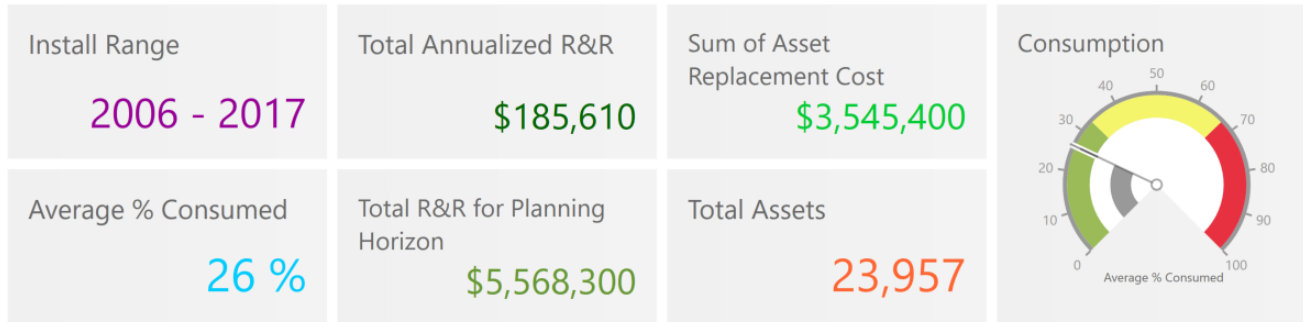 Install Range
2006 - 2017
Total Annualized R&R
$185,610
Sum of Asset
Replacement Cost
$3,545,400
Consumption
0
10
20
30
40
50
60
70
80
90
100
Average % Consumed
Average % Consumed
26 %
Total R&R for Planning
Horizon
$5,568,300
Total Assets
23,957